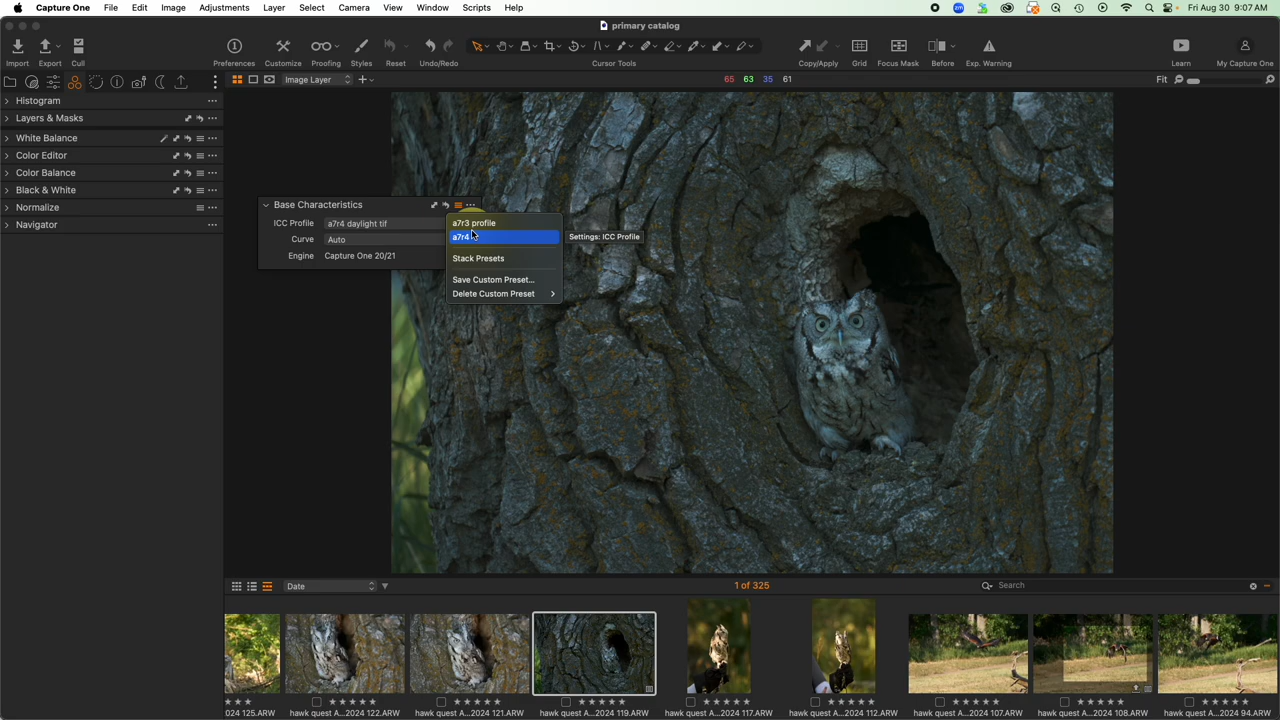 Capture One File Edit Image Adjustments Layer Select Camera View Window Scripts Help
zm
Fri Aug 30 9:07 AM
primary catalog
Import Export Cull Preferences Customize Proofing Styles Reset Undo/Redo Cursor Tools Copy/Apply Grid Focus Mask Before Exp. Warning Learn My Capture One
Image Layer 65 63 35 61 Fit
Histogram
Layers & Masks
White Balance
Color Editor
Color Balance
Black & White
Normalize
Navigator
Base Characteristics
ICC Profile a7r4 daylight tif
Curve Auto
Engine Capture One 20/21
a7r3 profile
a7r4
Stack Presets
Save Custom Preset...
Delete Custom Preset
Settings: ICC Profile
Date 1 of 325 Search
024 125.ARW hawk quest A...2024 122.ARW hawk quest A...2024 121.ARW hawk quest A...2024 119.ARW hawk quest A...2024 117.ARW hawk quest A...2024 112.ARW hawk quest A...2024 107.ARW hawk quest A...2024 108.ARW hawk quest A...2024 94.ARW